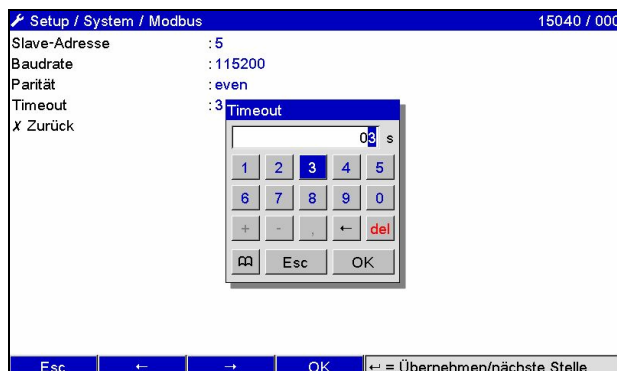 Setup / System / Modbus 15040 / 000
Slave-Adresse : 5
Baudrate : 115200
Parität : even
Timeout : 3
X Zurück
Timeout
03 s
1 2 3 4 5
6 7 8 9 0
+ - , ← del
Esc OK
Esc ← → OK ↵ = Übernehmen/nächste Stelle